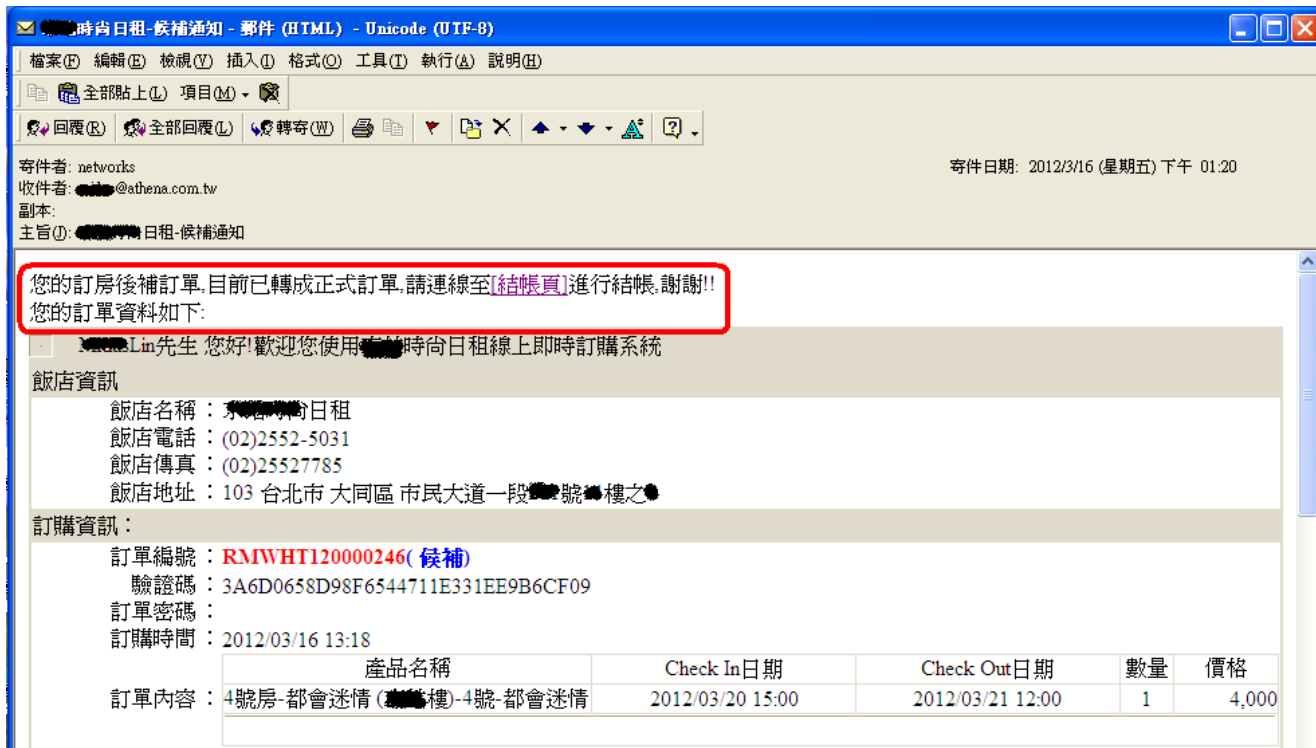 時尚日租-候補通知 - 郵件 (HTML) - Unicode (UTF-8)
檔案(F) 編輯(E) 檢視(V) 插入(I) 格式(O) 工具(T) 執行(A) 說明(H)
全部貼上(L) 項目(M)
回覆(R) 全部回覆(L) 轉寄(W)
寄件者: networks 寄件日期: 2012/3/16 (星期五) 下午 01:20
收件者: @athena.com.tw
副本:
主旨(J): 日租-候補通知
您的訂房後補訂單,目前已轉成正式訂單,請連線至[結帳頁]進行結帳,謝謝!!
您的訂單資料如下:
Lin先生 您好!歡迎您使用時尚日租線上即時訂購系統
飯店資訊
飯店名稱：日租
飯店電話：(02)2552-5031
飯店傳真：(02)25527785
飯店地址：103 台北市 大同區 市民大道一段號樓之
訂購資訊：
訂單編號：RMWHT120000246( 候補)
驗證碼：3A6D0658D98F6544711E331EE9B6CF09
訂單密碼：
訂購時間：2012/03/16 13:18
產品名稱 Check In日期 Check Out日期 數量 價格
訂單內容：4號房-都會迷情 (樓)-4號-都會迷情 2012/03/20 15:00 2012/03/21 12:00 1 4,000